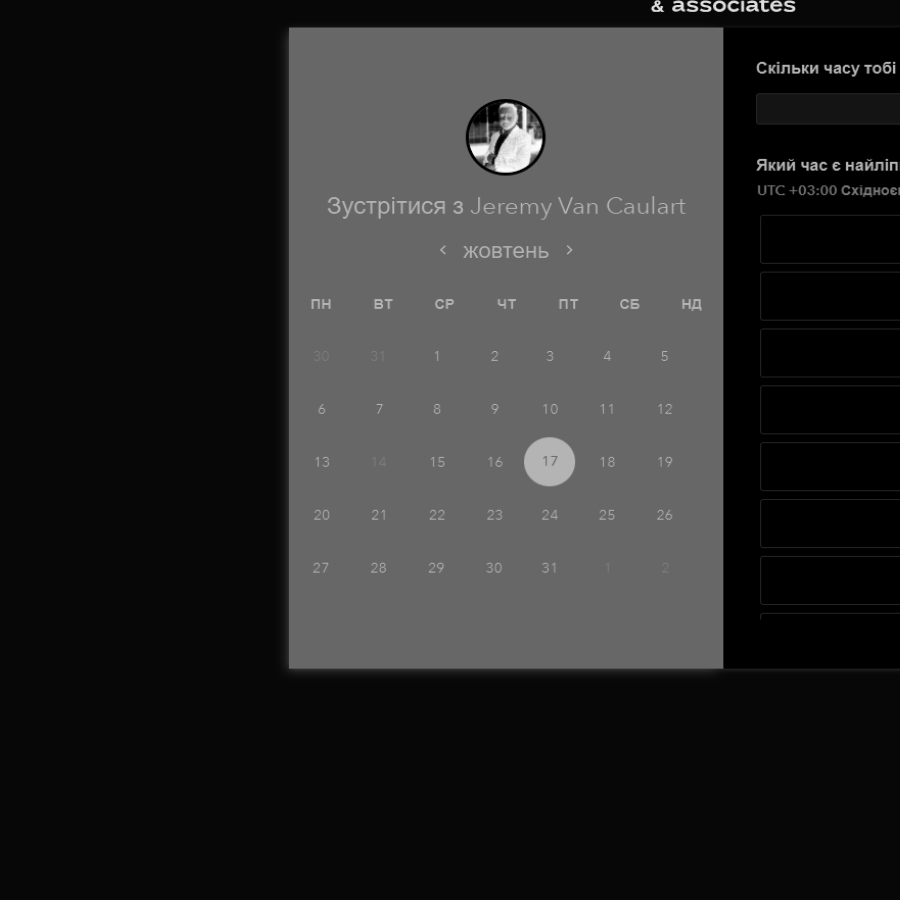 & associates
Зустрітися з Jeremy Van Caulart
жовтень
ПН ВТ СР ЧТ ПТ СБ НД
30 31 1 2 3 4 5
6 7 8 9 10 11 12
13 14 15 16 17 18 19
20 21 22 23 24 25 26
27 28 29 30 31 1 2
Скільки часу тобі
Який час є
UTC +03:00